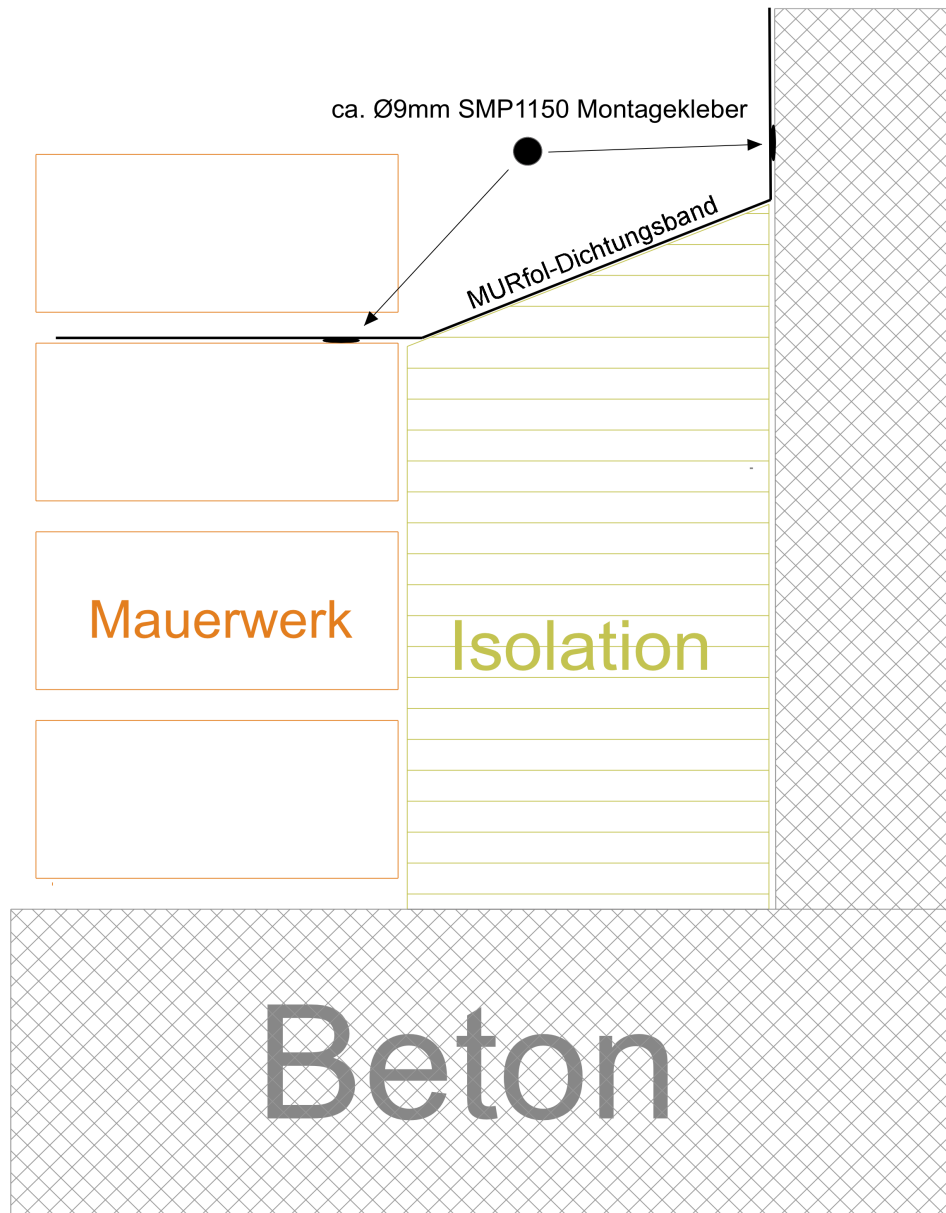 ca. Ø9mm SMP1150 Montagekleber
MURfol-Dichtungsband
Mauerwerk
Isolation
Beton